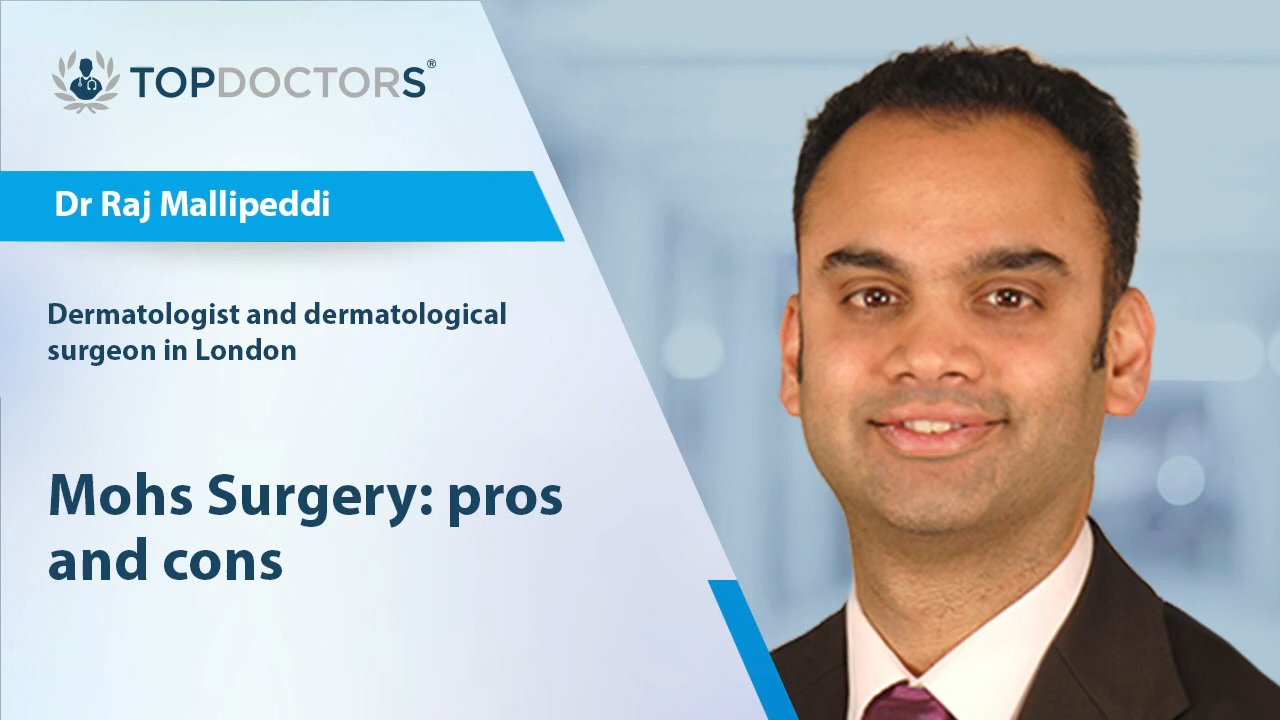 TOPDOCTORS®
Dr Raj Mallipeddi
Dermatologist and dermatological
surgeon in London
Mohs Surgery: pros
and cons